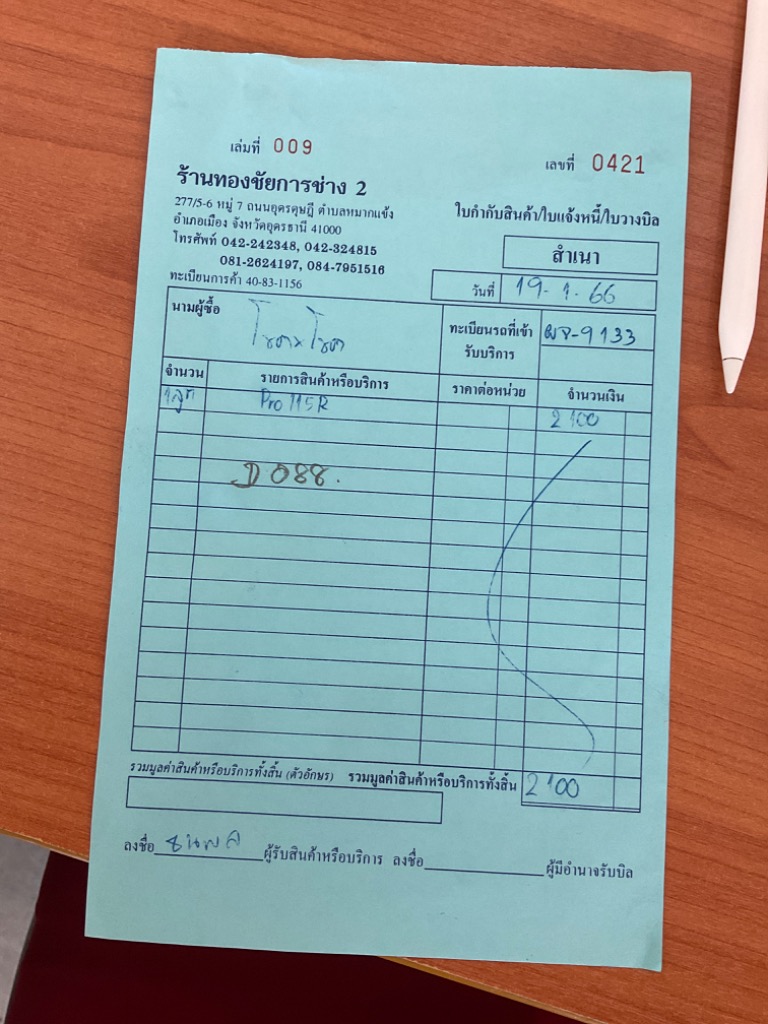 เล่มที่ 009
เลขที่ 0421
ร้านทองชัยการช่าง 2
277/5-6 หมู่ 7 ถนนอุดรดุษฎี ตำบลหมากแข้ง
อำเภอเมือง จังหวัดอุดรธานี 41000
โทรศัพท์ 042-242348, 042-324815
081-2624197, 084-7951516
ทะเบียนการค้า 40-83-1156
ใบกำกับสินค้า/ใบแจ้งหนี้/ใบวางบิล
สำเนา
วันที่ 19-1-66
นามผู้ซื้อ
ทะเบียนรถที่เข้ารับบริการ ผจ-9133
จำนวน รายการสินค้าหรือบริการ ราคาต่อหน่วย จำนวนเงิน
1ลูก Pro 115R 2100
D 088.
รวมมูลค่าสินค้าหรือบริการทั้งสิ้น (ตัวอักษร) รวมมูลค่าสินค้าหรือบริการทั้งสิ้น 2100
ลงชื่อ ธนพล ผู้รับสินค้าหรือบริการ ลงชื่อ ผู้มีอำนาจรับบิล